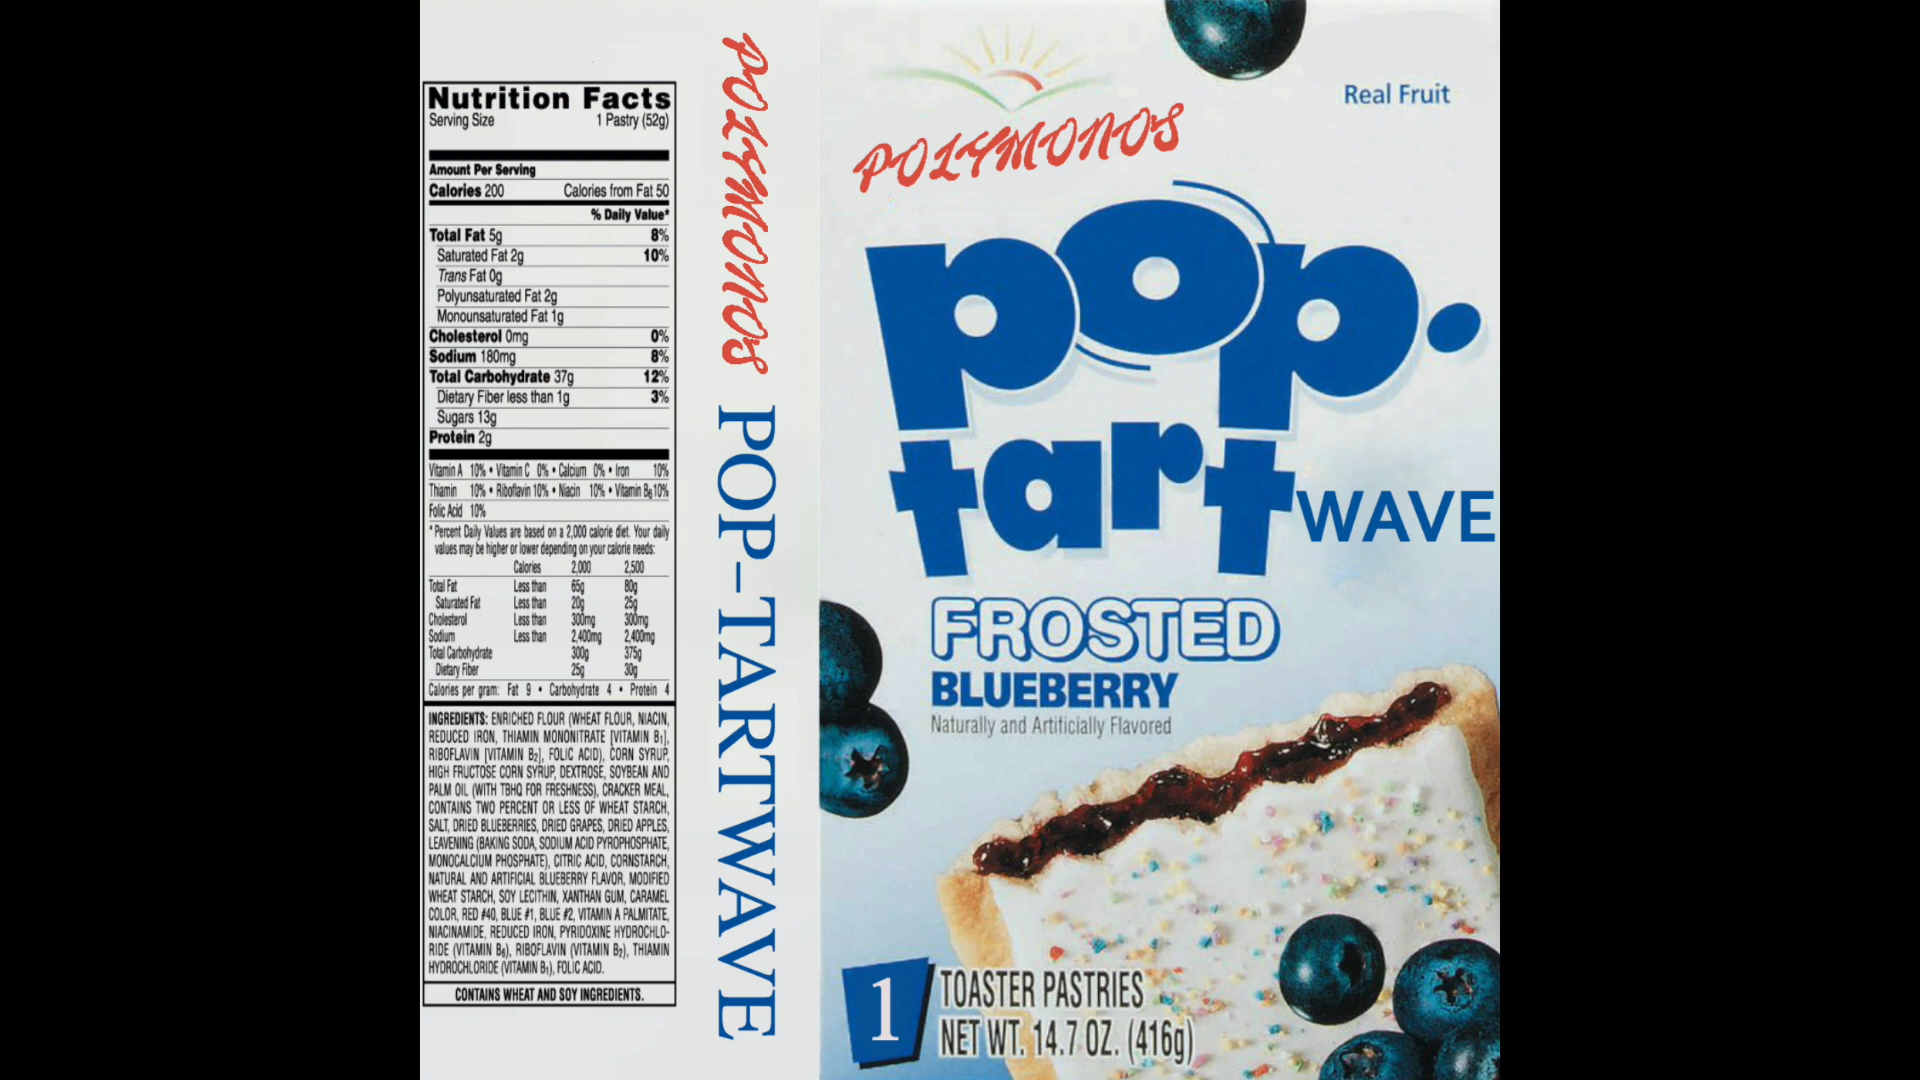 Nutrition Facts
Serving Size 1 Pastry (52g)
Amount Per Serving
Calories 200 Calories from Fat 50
% Daily Value*
Total Fat 5g 8%
Saturated Fat 2g 10%
Trans Fat 0g
Polyunsaturated Fat 2g
Monounsaturated Fat 1g
Cholesterol 0mg 0%
Sodium 180mg 8%
Total Carbohydrate 37g 12%
Dietary Fiber less than 1g 3%
Sugars 13g
Protein 2g
Vitamin A 10% • Vitamin C 0% • Calcium 0% • Iron 10%
Thiamin 10% • Riboflavin 10% • Niacin 10% • Vitamin B₆ 10%
Folic Acid 10%
* Percent Daily Values are based on a 2,000 calorie diet. Your daily
values may be higher or lower depending on your calorie needs:
Calories 2,000 2,500
Total Fat Less than 65g 80g
Saturated Fat Less than 20g 25g
Cholesterol Less than 300mg 300mg
Sodium Less than 2,400mg 2,400mg
Total Carbohydrate 300g 375g
Dietary Fiber 25g 30g
Calories per gram: Fat 9 • Carbohydrate 4 • Protein 4
INGREDIENTS: ENRICHED FLOUR (WHEAT FLOUR, NIACIN,
REDUCED IRON, THIAMIN MONONITRATE [VITAMIN B₁],
RIBOFLAVIN [VITAMIN B₂], FOLIC ACID), CORN SYRUP,
HIGH FRUCTOSE CORN SYRUP, DEXTROSE, SOYBEAN AND
PALM OIL (WITH TBHQ FOR FRESHNESS), CRACKER MEAL,
CONTAINS TWO PERCENT OR LESS OF WHEAT STARCH,
SALT, DRIED BLUEBERRIES, DRIED GRAPES, DRIED APPLES,
LEAVENING (BAKING SODA, SODIUM ACID PYROPHOSPHATE,
MONOCALCIUM PHOSPHATE), CITRIC ACID, CORNSTARCH,
NATURAL AND ARTIFICIAL BLUEBERRY FLAVOR, MODIFIED
WHEAT STARCH, SOY LECITHIN, XANTHAN GUM, CARAMEL
COLOR, RED #40, BLUE #1, BLUE #2, VITAMIN A PALMITATE,
NIACINAMIDE, REDUCED IRON, PYRIDOXINE HYDROCHLO-
RIDE (VITAMIN B₆), RIBOFLAVIN (VITAMIN B₂), THIAMIN
HYDROCHLORIDE (VITAMIN B₁), FOLIC ACID.
CONTAINS WHEAT AND SOY INGREDIENTS.
POLYMONOS POP-TARTWAVE
Real Fruit
POLYMONOS
pop.
tart WAVE
FROSTED
BLUEBERRY
Naturally and Artificially Flavored
1 TOASTER PASTRIES
NET WT. 14.7 OZ. (416g)